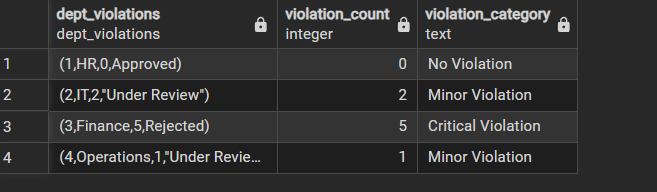 dept_violations violation_count violation_category
dept_violations integer text
1 (1,HR,0,Approved) 0 No Violation
2 (2,IT,2,"Under Review") 2 Minor Violation
3 (3,Finance,5,Rejected) 5 Critical Violation
4 (4,Operations,1,"Under Revie... 1 Minor Violation